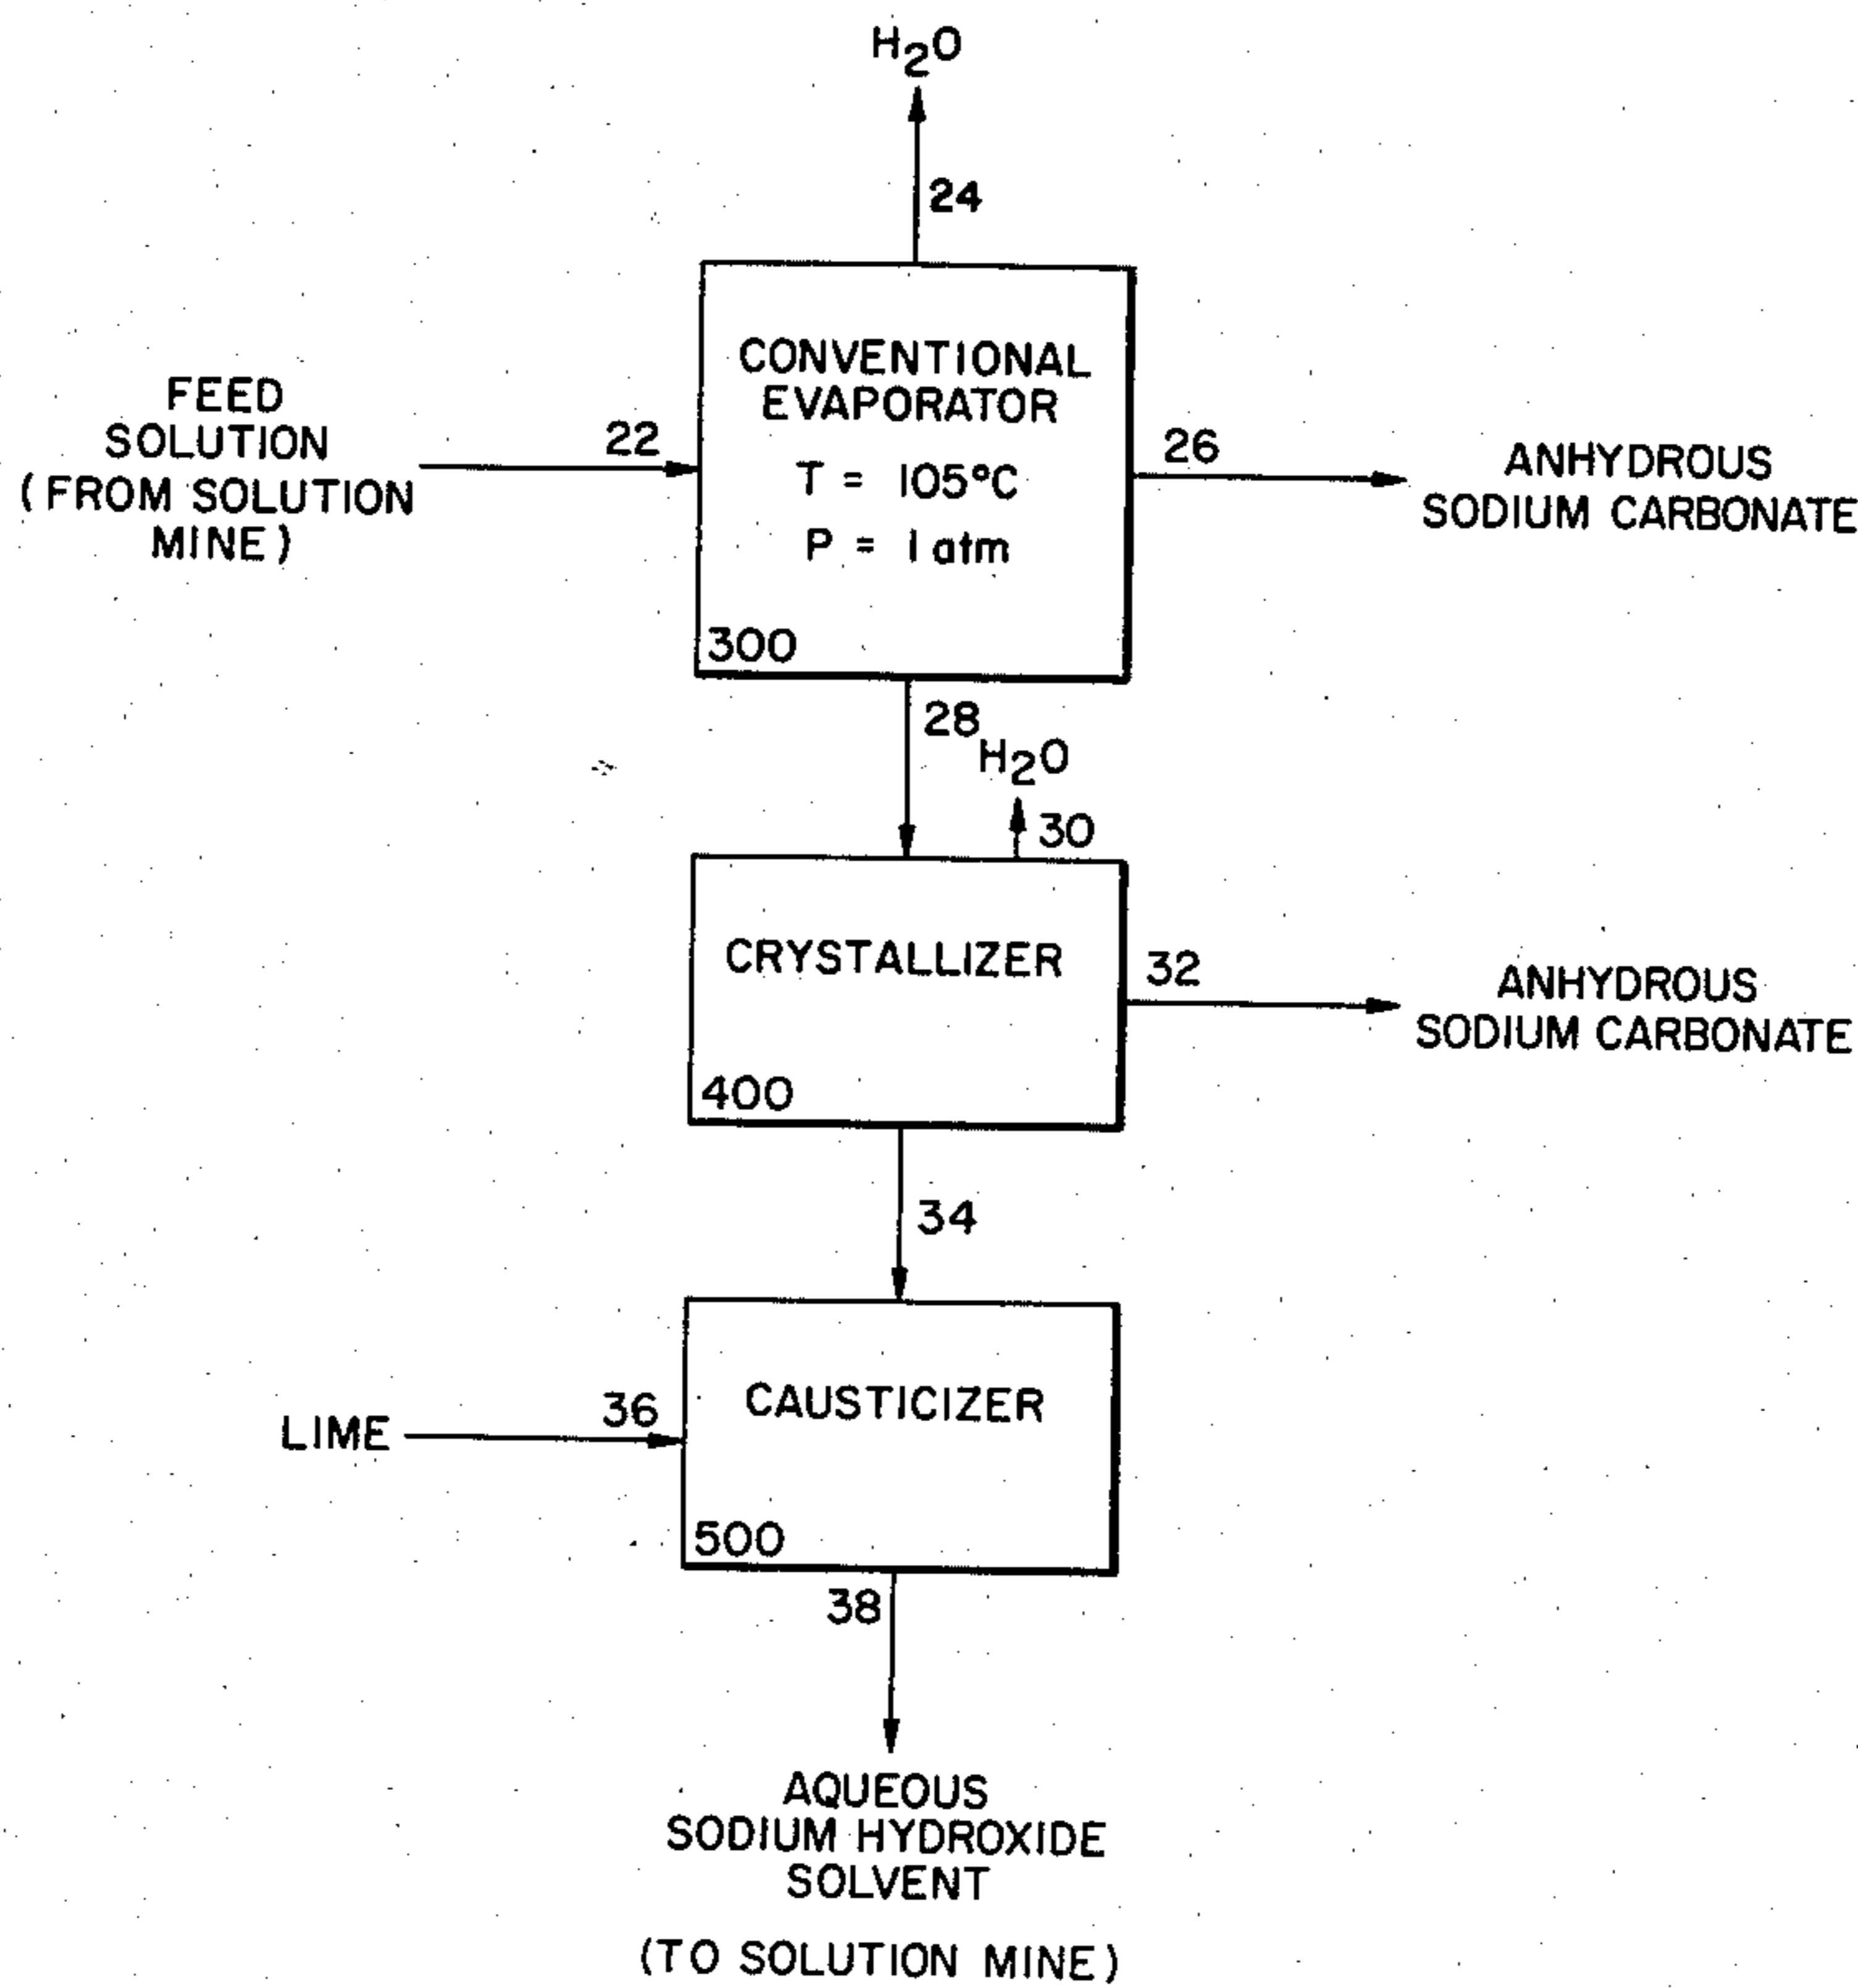 H2O
24
CONVENTIONAL
EVAPORATOR
T = 105°C
P = 1 atm
300
FEED
SOLUTION
(FROM SOLUTION
MINE)
22
26
ANHYDROUS
SODIUM CARBONATE
28
H2O
30
CRYSTALLIZER
400
32
ANHYDROUS
SODIUM CARBONATE
34
LIME
36
CAUSTICIZER
500
38
AQUEOUS
SODIUM HYDROXIDE
SOLVENT
(TO SOLUTION MINE)